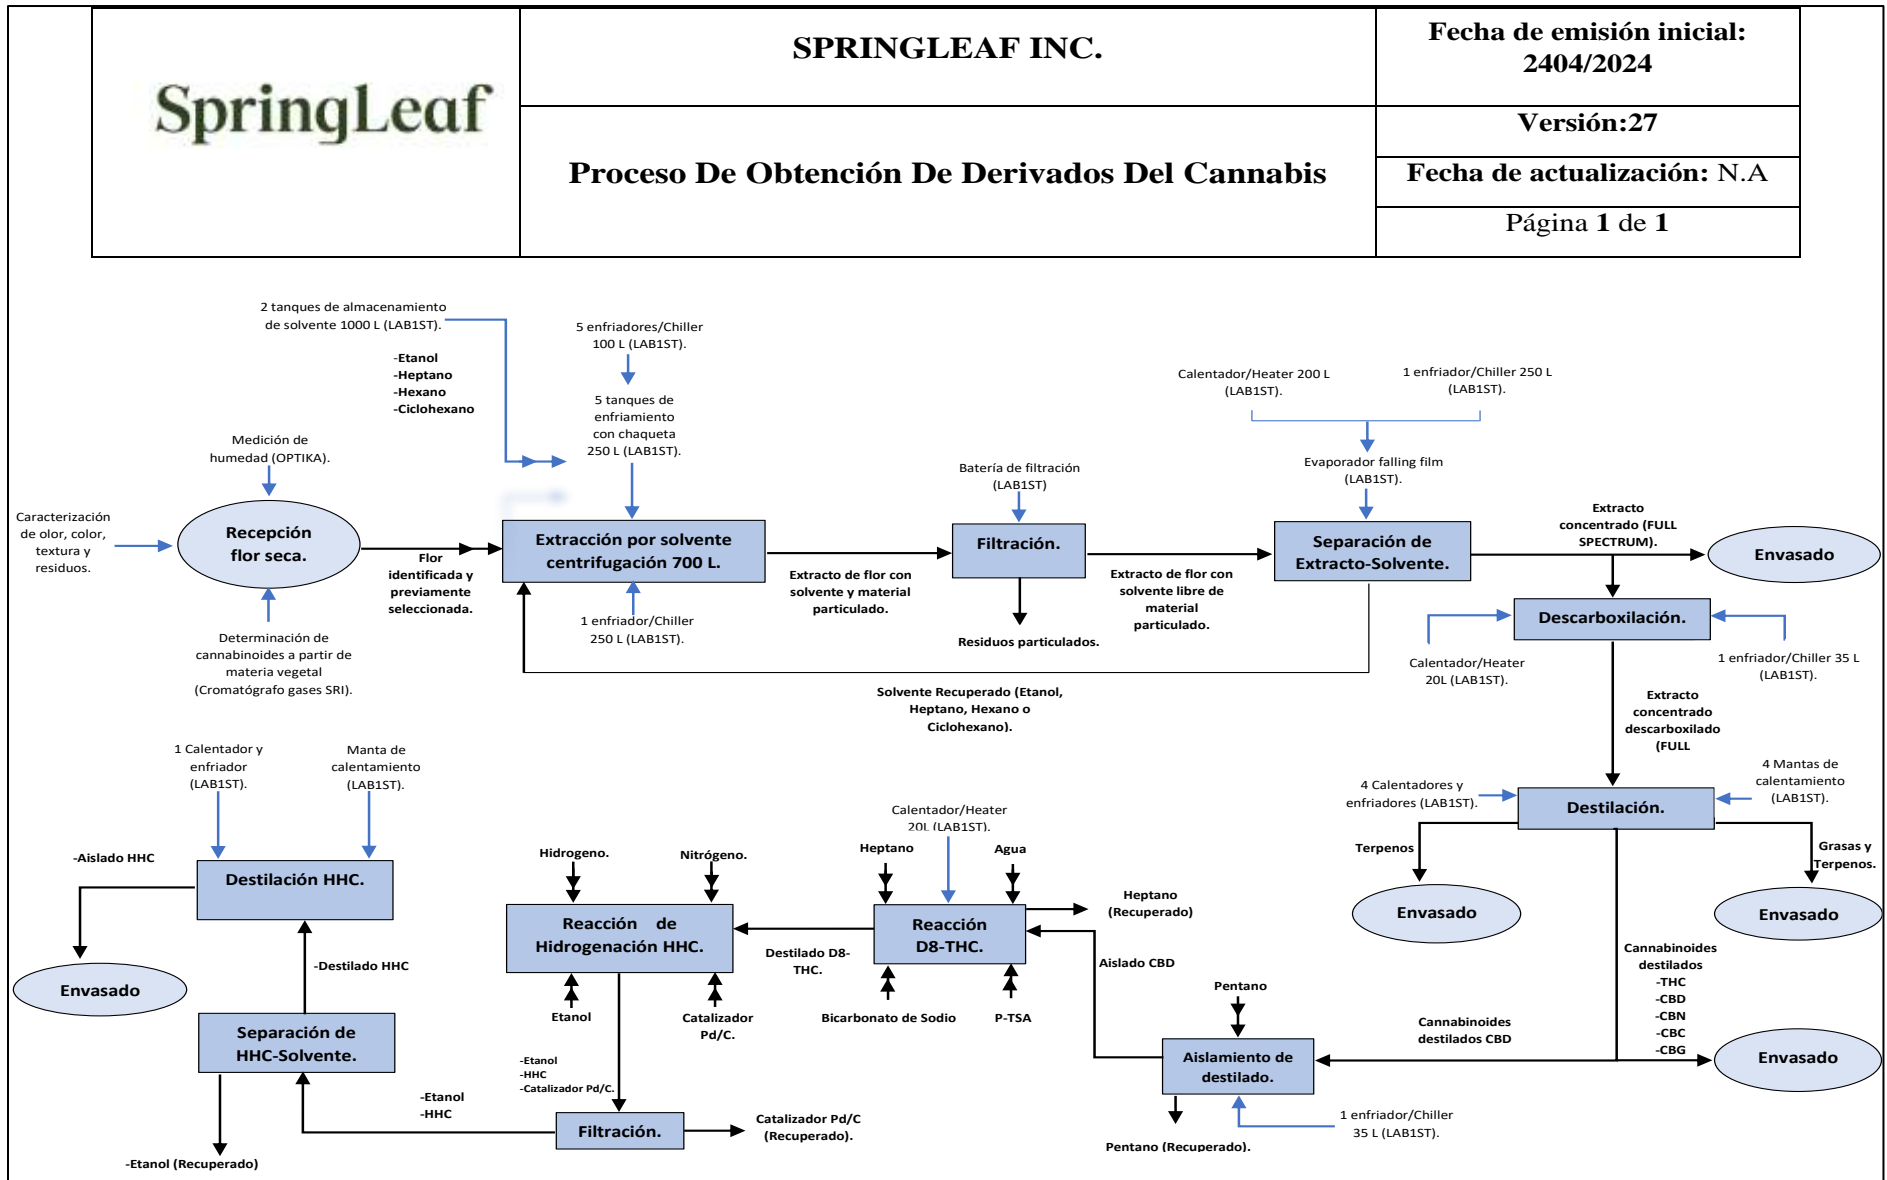 SpringLeaf
SPRINGLEAF INC.
Proceso De Obtención De Derivados Del Cannabis
Fecha de emisión inicial:
2404/2024
Versión:27
Fecha de actualización: N.A
Página 1 de 1
2 tanques de almacenamiento
de solvente 1000 L (LAB1ST).
-Etanol
-Heptano
-Hexano
-Ciclohexano
5 enfriadores/Chiller
100 L (LAB1ST).
5 tanques de
enfriamiento
con chaqueta
250 L (LAB1ST).
Medición de
humedad (OPTIKA).
Caracterización
de olor, color,
textura y
residuos.
Recepción
flor seca.
Determinación de
cannabinoides a partir de
materia vegetal
(Cromatógrafo gases SRI).
Flor
identificada y
previamente
seleccionada.
Extracción por solvente
centrifugación 700 L.
1 enfriador/Chiller
250 L (LAB1ST).
Extracto de flor con
solvente y material
particulado.
Batería de filtración
(LAB1ST)
Filtración.
Residuos particulados.
Extracto de flor con
solvente libre de
material
particulado.
Calentador/Heater 200 L
(LAB1ST).
1 enfriador/Chiller 250 L
(LAB1ST).
Evaporador falling film
(LAB1ST).
Separación de
Extracto-Solvente.
Solvente Recuperado (Etanol,
Heptano, Hexano o
Ciclohexano).
Extracto
concentrado (FULL
SPECTRUM).
Envasado
Descarboxilación.
Calentador/Heater
20L (LAB1ST).
1 enfriador/Chiller 35 L
(LAB1ST).
Extracto
concentrado
descarboxilado
(FULL
4 Calentadores y
enfriadores (LAB1ST).
4 Mantas de
calentamiento
(LAB1ST).
Destilación.
Terpenos
Envasado
Grasas y
Terpenos.
Envasado
Cannabinoides
destilados
-THC
-CBD
-CBN
-CBC
-CBG
Envasado
Cannabinoides
destilados CBD
Pentano
Aislamiento de
destilado.
Pentano (Recuperado).
1 enfriador/Chiller
35 L (LAB1ST).
Aislado CBD
Calentador/Heater
20L (LAB1ST).
Heptano
Agua
Heptano
(Recuperado)
Reacción
D8-THC.
Bicarbonato de Sodio
P-TSA
Destilado D8-
THC.
Hidrogeno.
Nitrógeno.
Reacción de
Hidrogenación HHC.
Etanol
Catalizador
Pd/C.
-Etanol
-HHC
-Catalizador Pd/C.
Filtración.
Catalizador Pd/C
(Recuperado).
-Etanol
-HHC
Separación de
HHC-Solvente.
-Etanol (Recuperado)
-Destilado HHC
1 Calentador y
enfriador
(LAB1ST).
Manta de
calentamiento
(LAB1ST).
Destilación HHC.
-Aislado HHC
Envasado